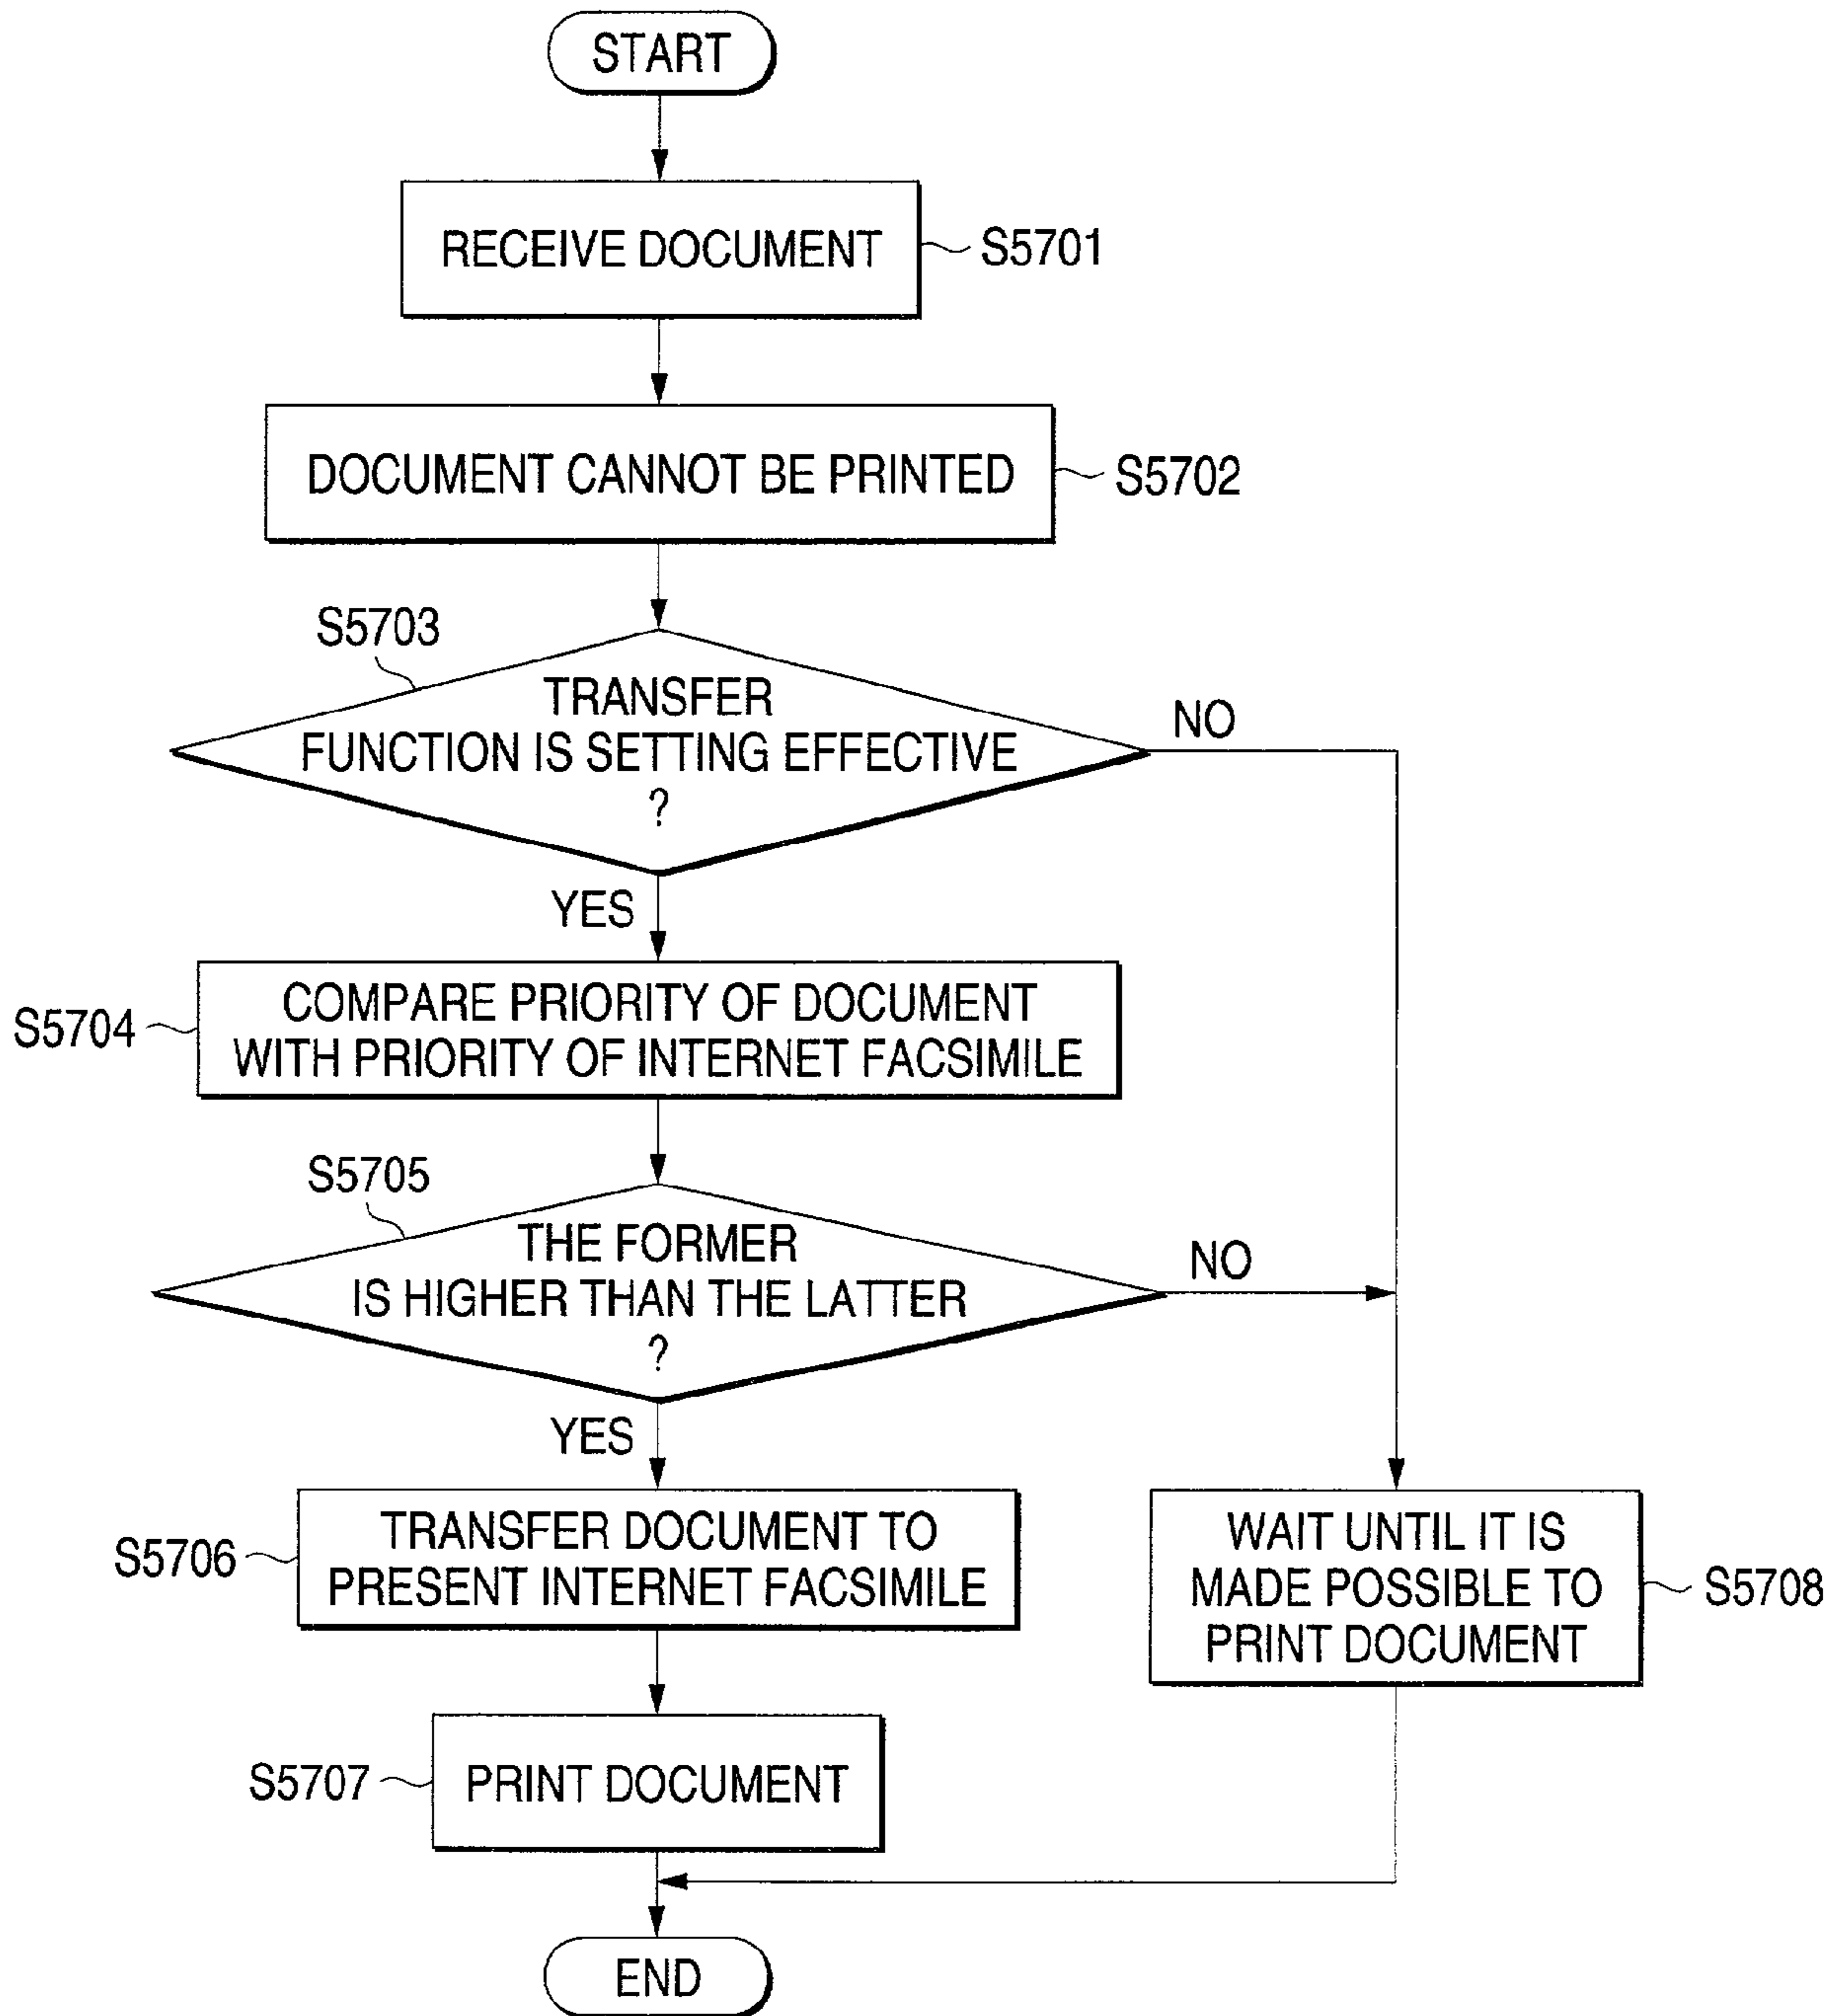 START
RECEIVE DOCUMENT
S5701
DOCUMENT CANNOT BE PRINTED
S5702
S5703
TRANSFER
FUNCTION IS SETTING EFFECTIVE
?
NO
YES
S5704
COMPARE PRIORITY OF DOCUMENT
WITH PRIORITY OF INTERNET FACSIMILE
S5705
THE FORMER
IS HIGHER THAN THE LATTER
?
NO
YES
S5706
TRANSFER DOCUMENT TO
PRESENT INTERNET FACSIMILE
WAIT UNTIL IT IS
MADE POSSIBLE TO
PRINT DOCUMENT
S5708
S5707
PRINT DOCUMENT
END